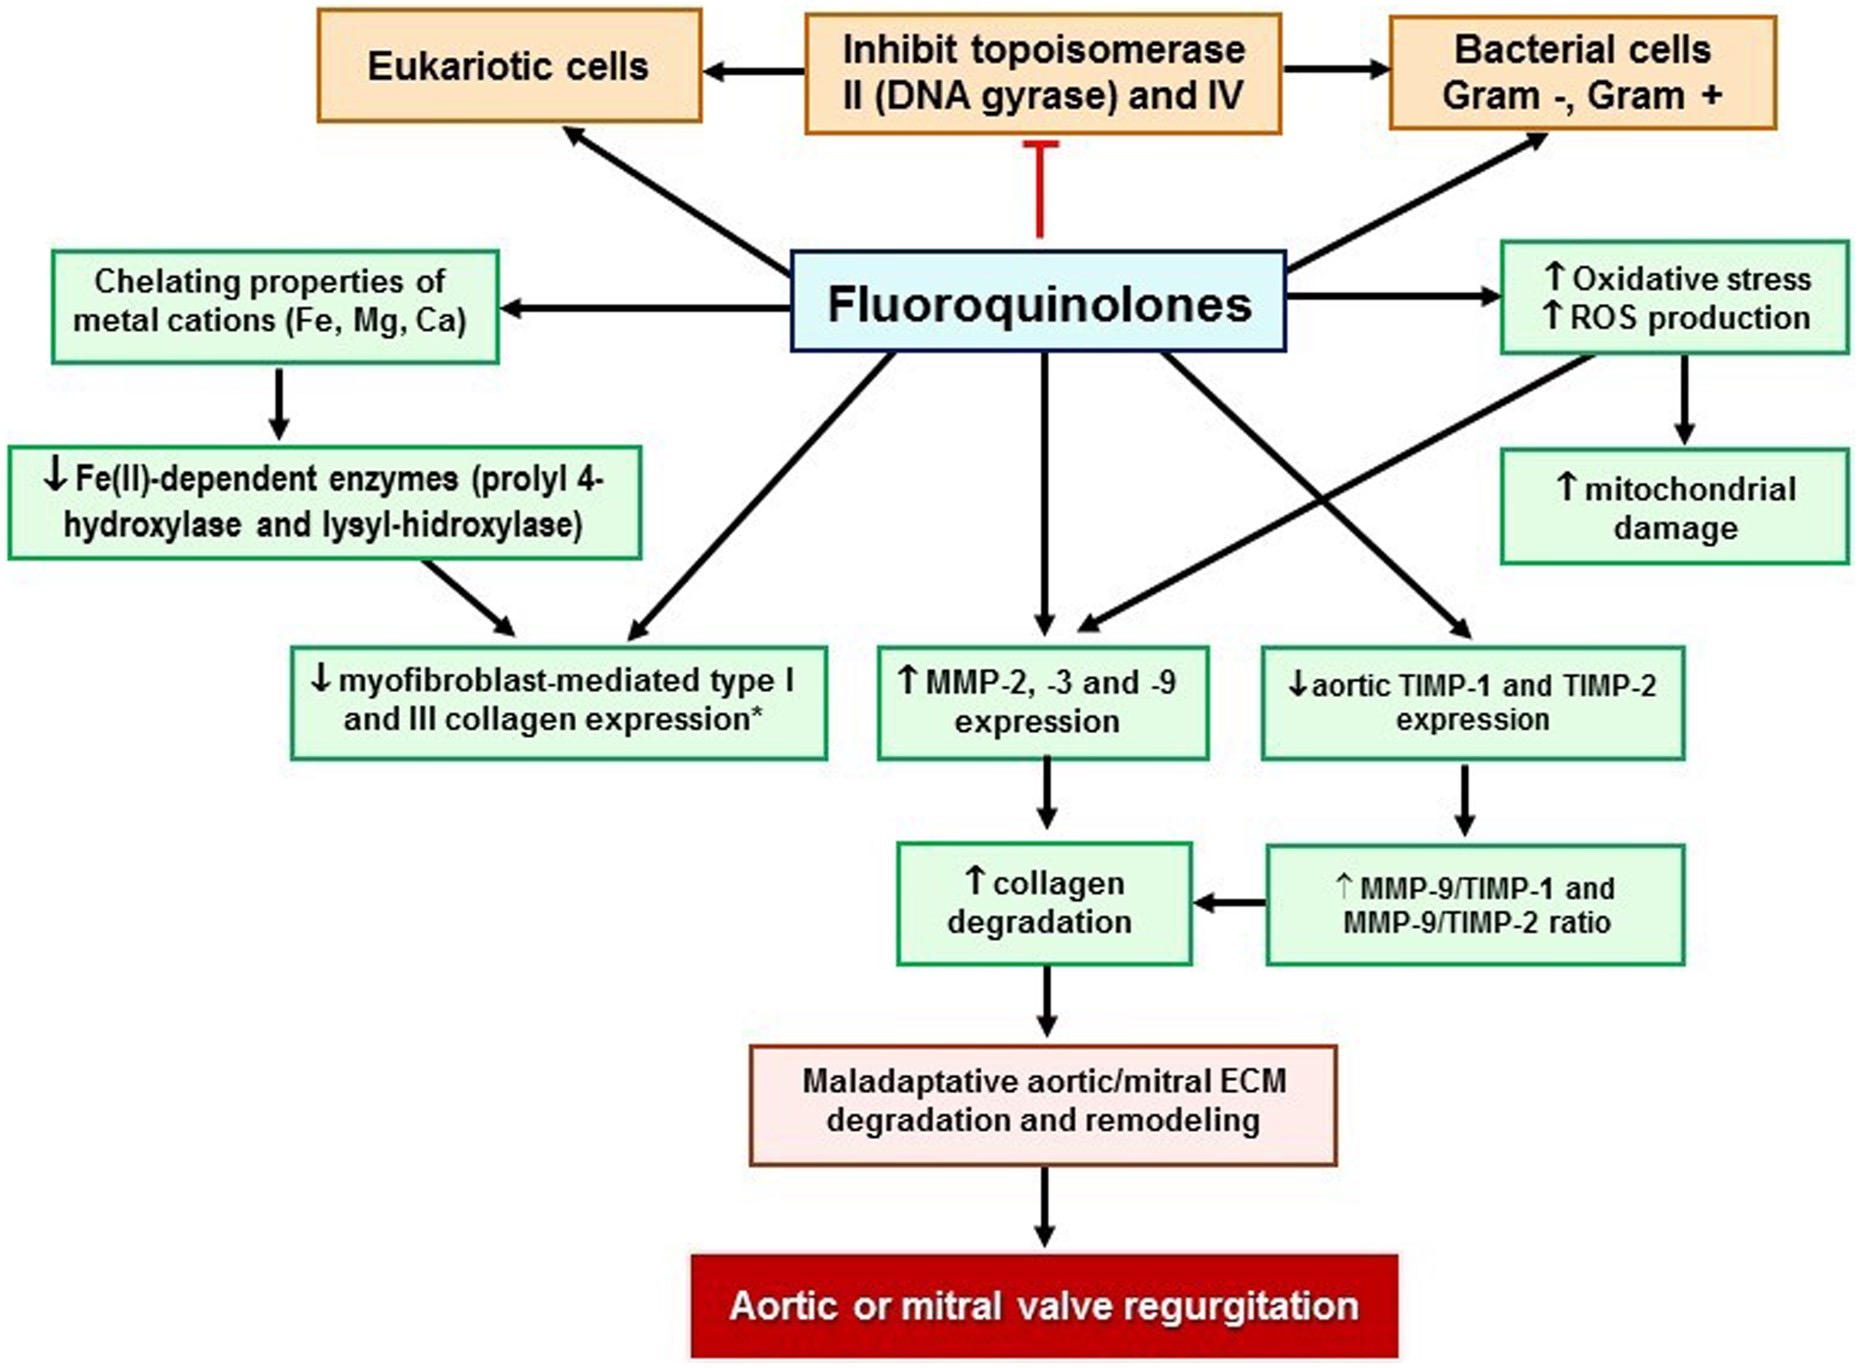 Eukariotic cells
Inhibit topoisomerase
II (DNA gyrase) and IV
Bacterial cells
Gram -, Gram +
Chelating properties of
metal cations (Fe, Mg, Ca)
Fluoroquinolones
↑ Oxidative stress
↑ ROS production
↓ Fe(II)-dependent enzymes (prolyl 4-
hydroxylase and lysyl-hidroxylase)
↑ mitochondrial
damage
↓ myofibroblast-mediated type I
and III collagen expression*
↑ MMP-2, -3 and -9
expression
↓ aortic TIMP-1 and TIMP-2
expression
↑ collagen
degradation
↑ MMP-9/TIMP-1 and
MMP-9/TIMP-2 ratio
Maladaptative aortic/mitral ECM
degradation and remodeling
Aortic or mitral valve regurgitation